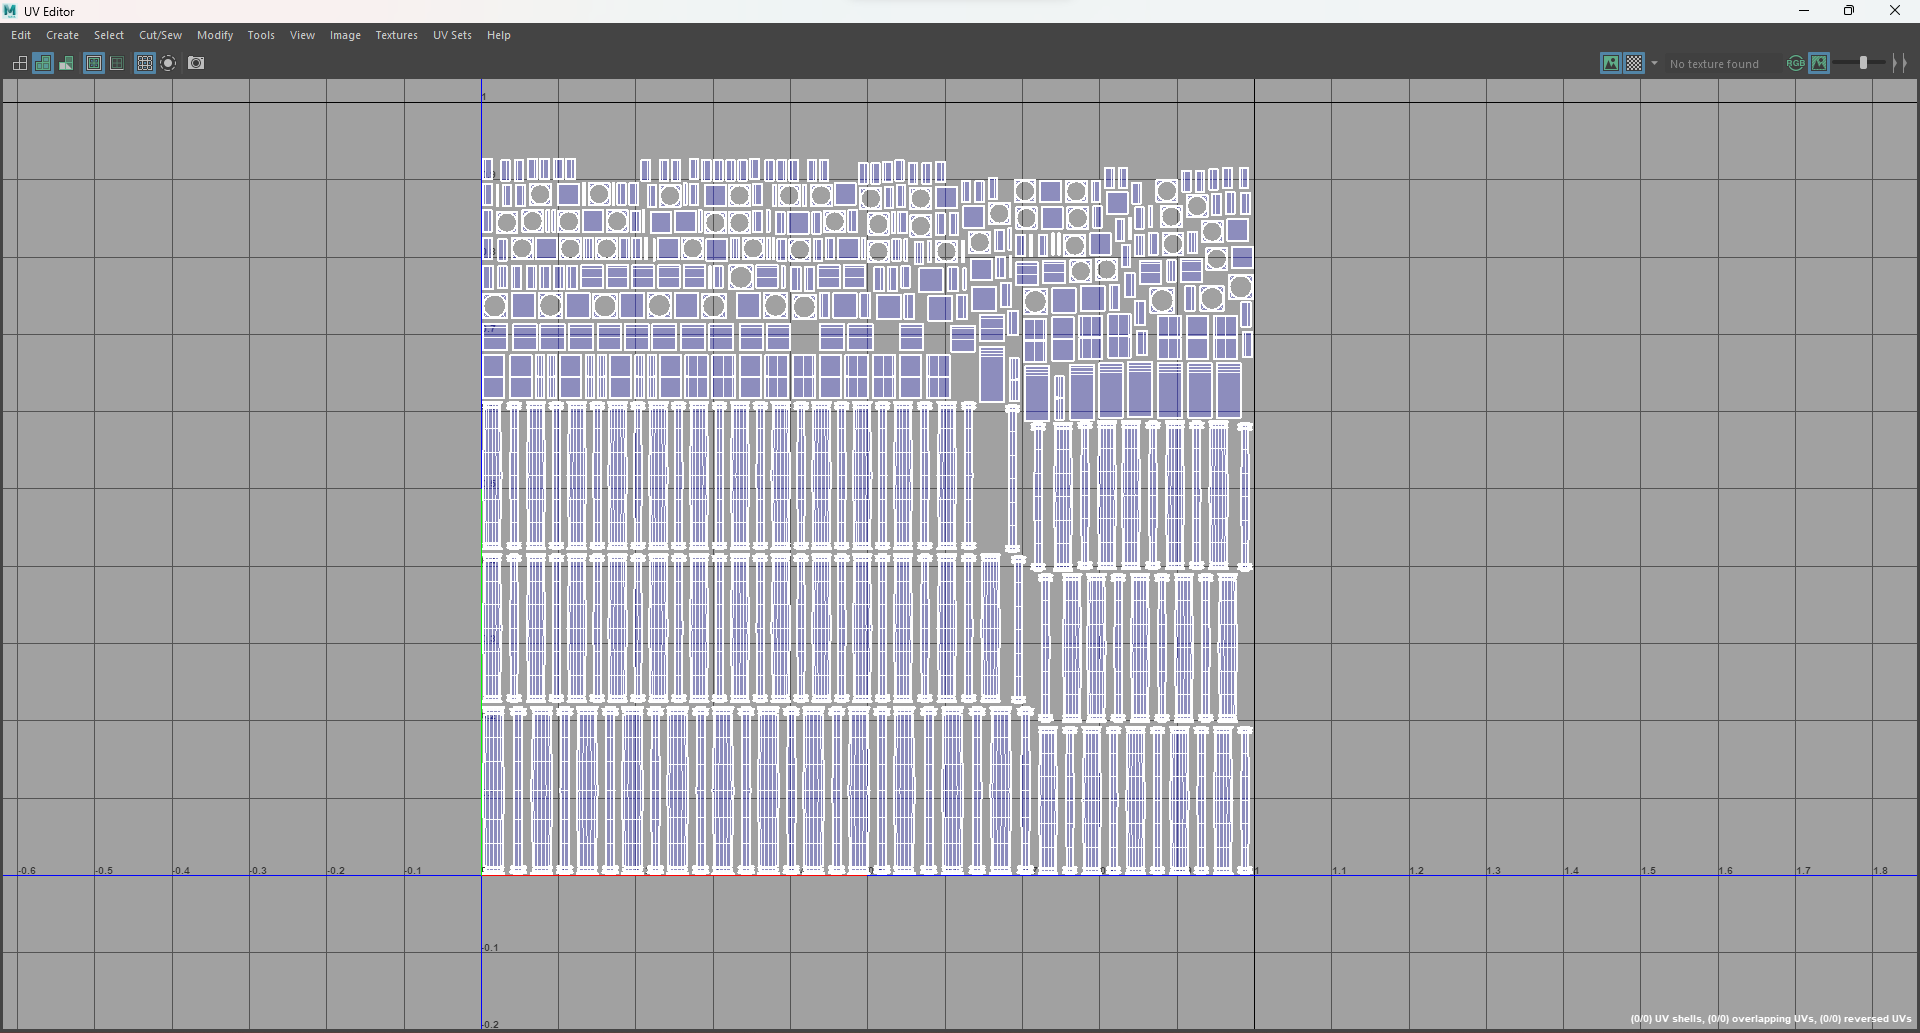 UV Editor
Edit Create Select Cut/Sew Modify Tools View Image Textures UV Sets Help
No texture found RGB
1
-0.6 -0.5 -0.4 -0.3 -0.2 -0.1 1 1.1 1.2 1.3 1.4 1.5 1.6 1.7 1.8
-0.1
(0/0) UV shells, (0/0) overlapping UVs, (0/0) reversed UVs
-0.2